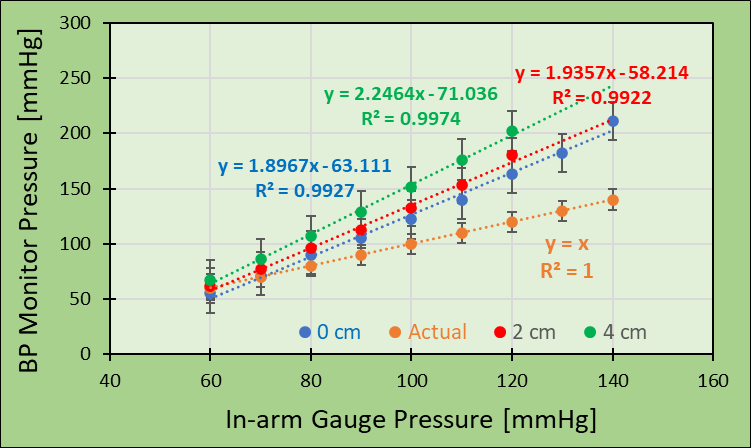 300
250
200
150
100
50
0
BP Monitor Pressure [mmHg]
y = 1.9357x - 58.214
R² = 0.9922
y = 2.2464x - 71.036
R² = 0.9974
y = 1.8967x - 63.111
R² = 0.9927
y = x
R² = 1
0 cm Actual 2 cm 4 cm
40 60 80 100 120 140 160
In-arm Gauge Pressure [mmHg]